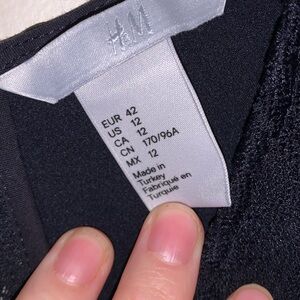 H&M
EUR 42
US 12
CA 12
CN 170/96A
MX 12
Made in
Turkey
Fabriqué en
Turquie